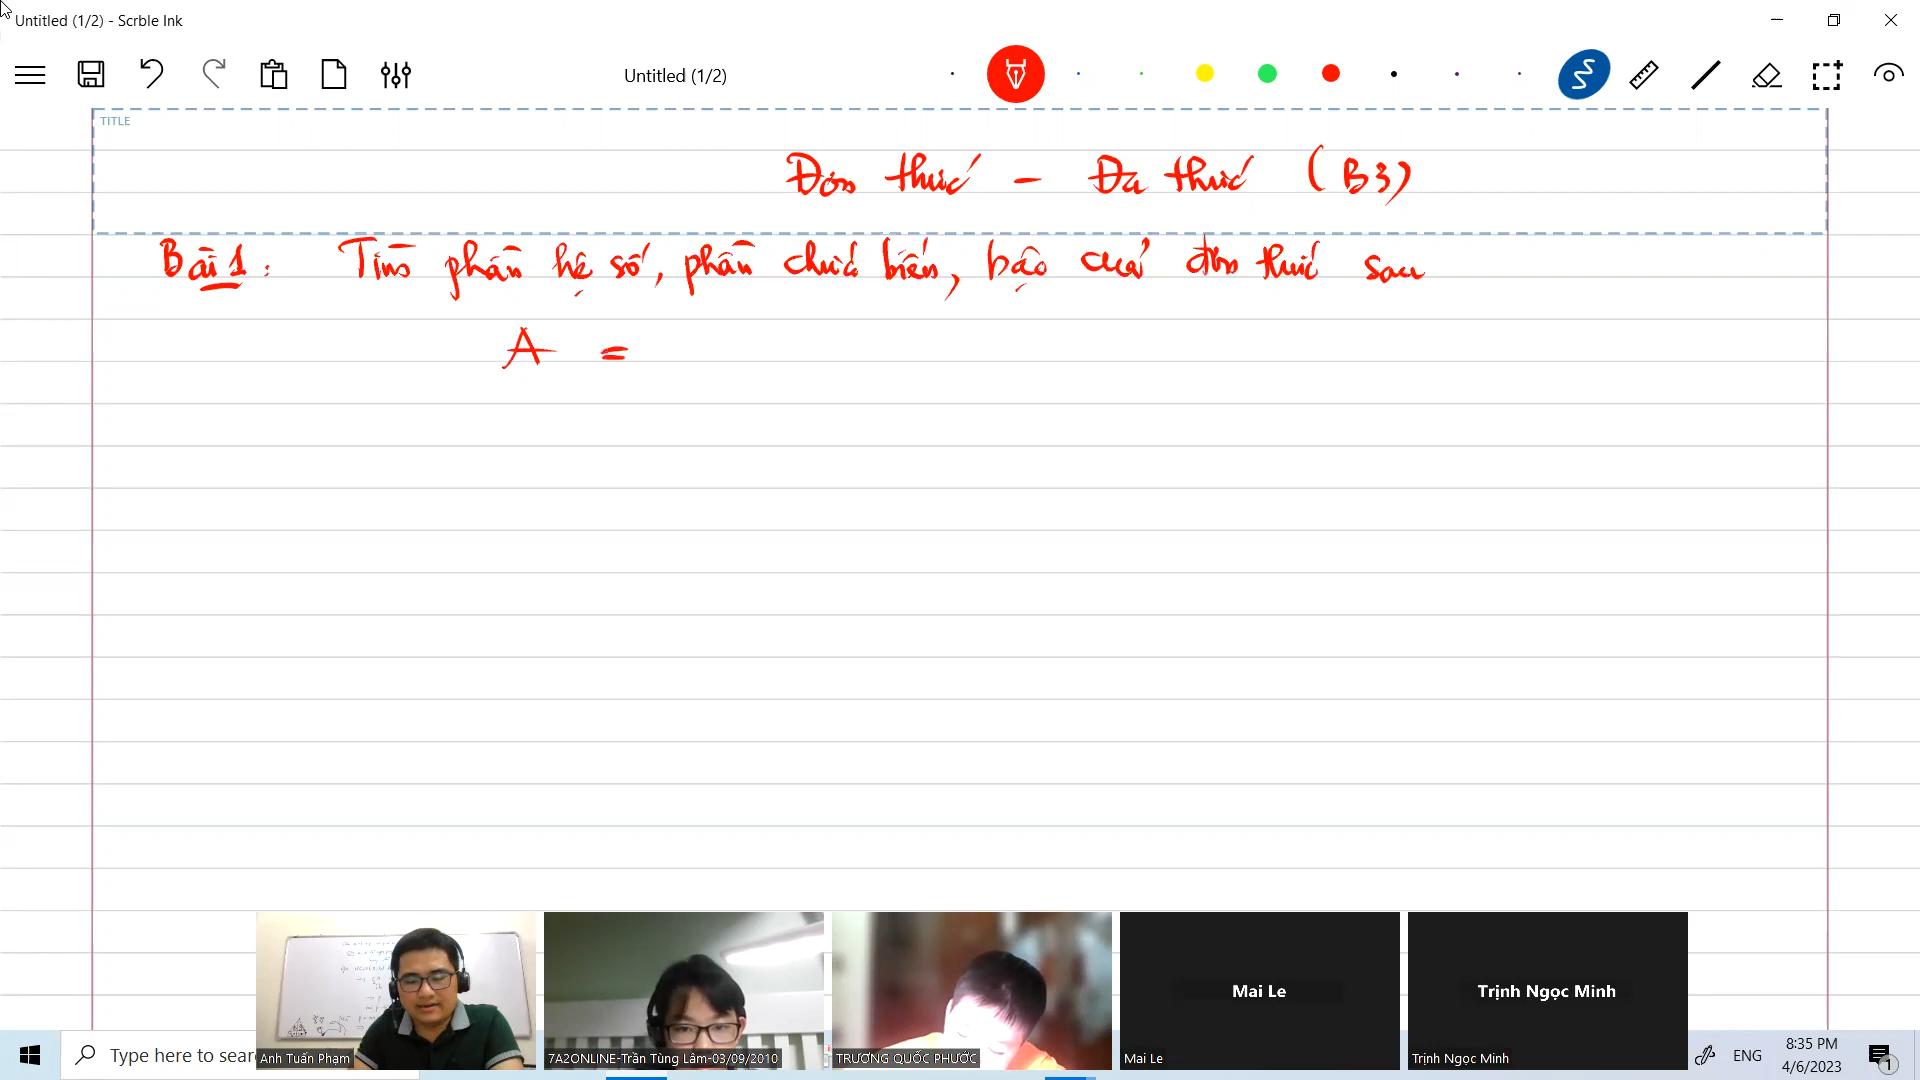 Untitled (1/2) - Scrble Ink
Untitled (1/2)
TITLE
Đơn thức - Đa thức (B3)
Bài 1: Tìm phần hệ số, phần chứa biến, bậc của đơn thức sau
A =
Anh Tuấn Phạm
7A2ONLINE-Trần Tùng Lâm-03/09/2010
TRƯƠNG QUỐC PHƯỚC
Mai Le
Mai Le
Trịnh Ngọc Minh
Trịnh Ngọc Minh
Type here to sear
ENG
8:35 PM
4/6/2023
1